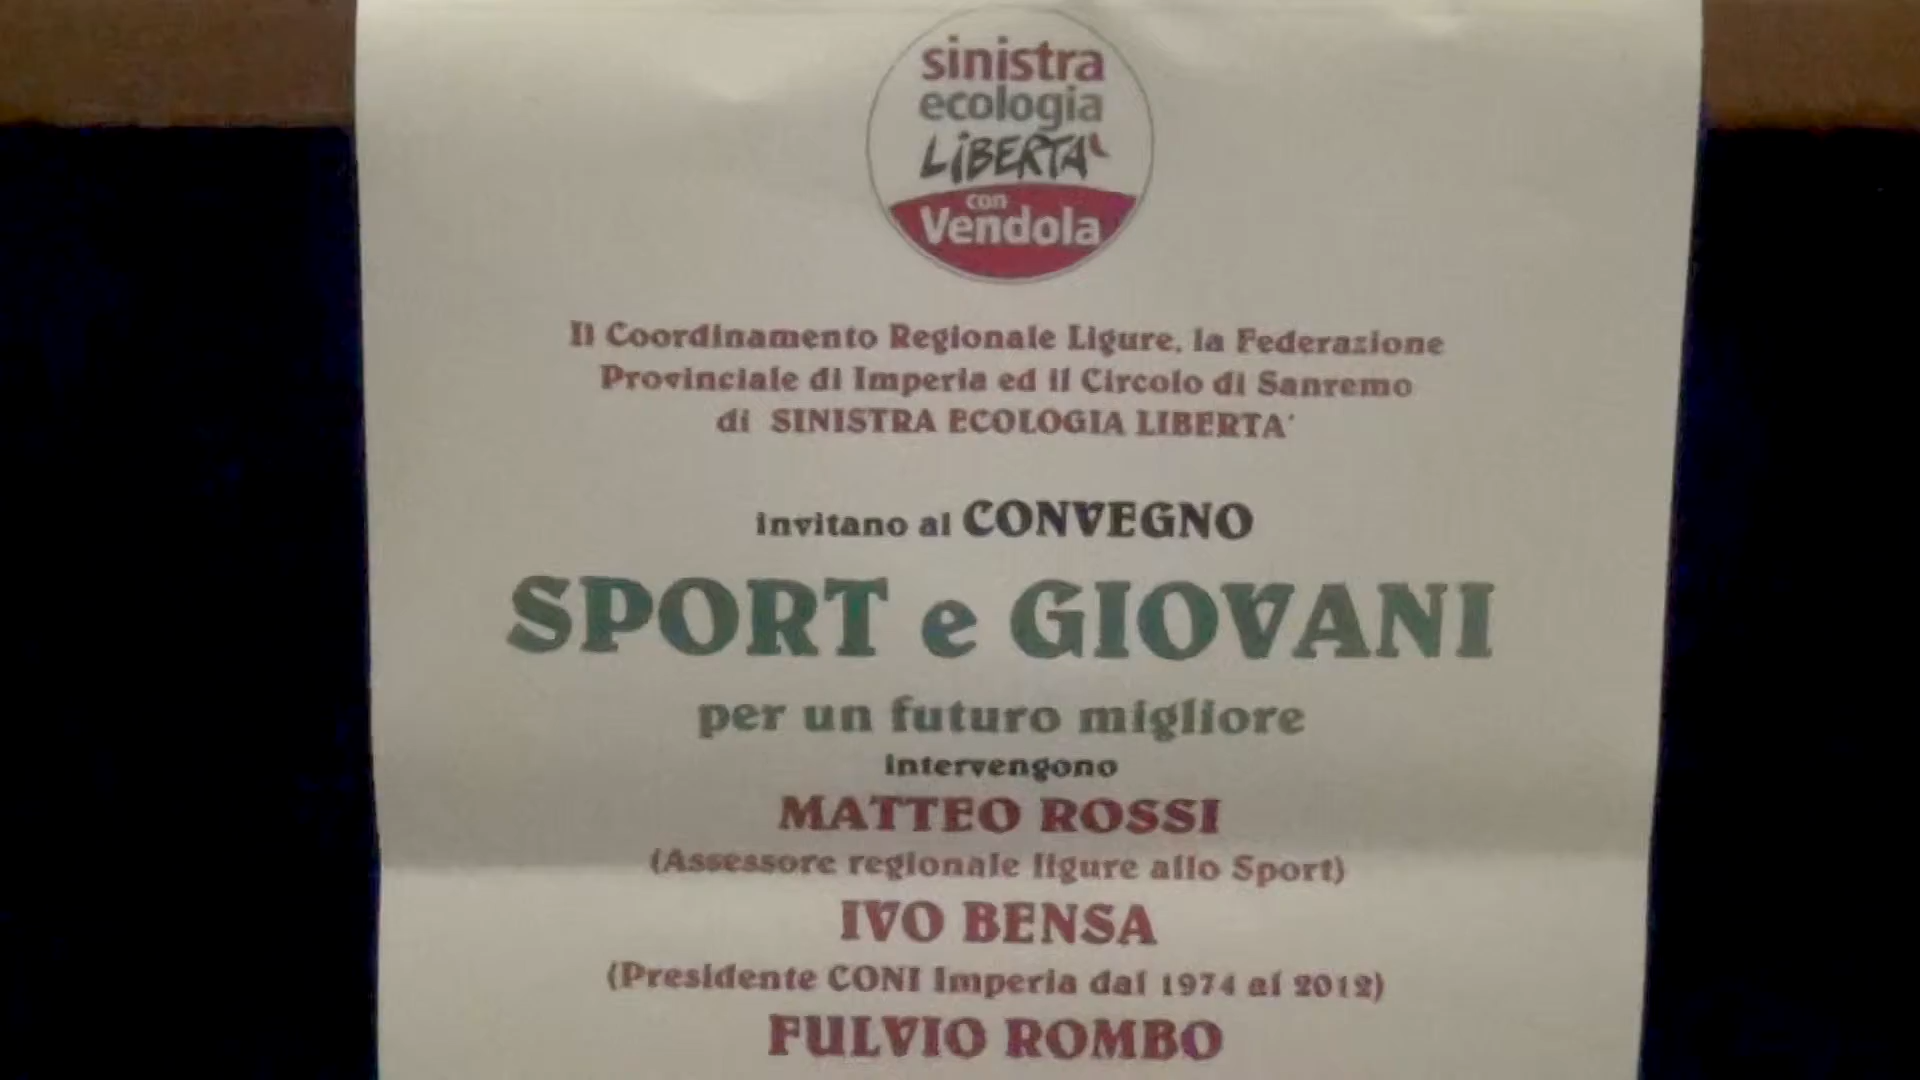 sinistra
ecologia
LiBERTA'
con
Vendola
Il Coordinamento Regionale Ligure, la Federazione
Provinciale di Imperia ed il Circolo di Sanremo
di SINISTRA ECOLOGIA LIBERTA'
invitano al CONVEGNO
SPORT e GIOVANI
per un futuro migliore
intervengono
MATTEO ROSSI
(Assessore regionale ligure allo Sport)
IVO BENSA
(Presidente CONI Imperia dal 1974 al 2012)
FULVIO ROMBO